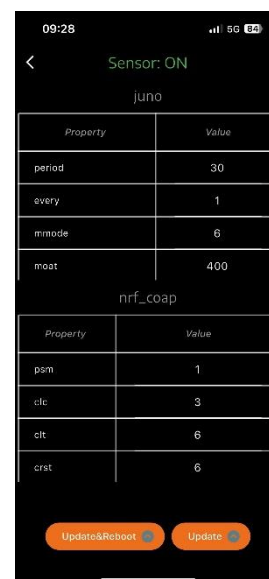 09:28 5G 84
Sensor: ON
juno
Property Value
period 30
every 1
mmode 6
moat 400
nrf_coap
Property Value
psm 1
clc 3
clt 6
crst 6
Update&Reboot Update